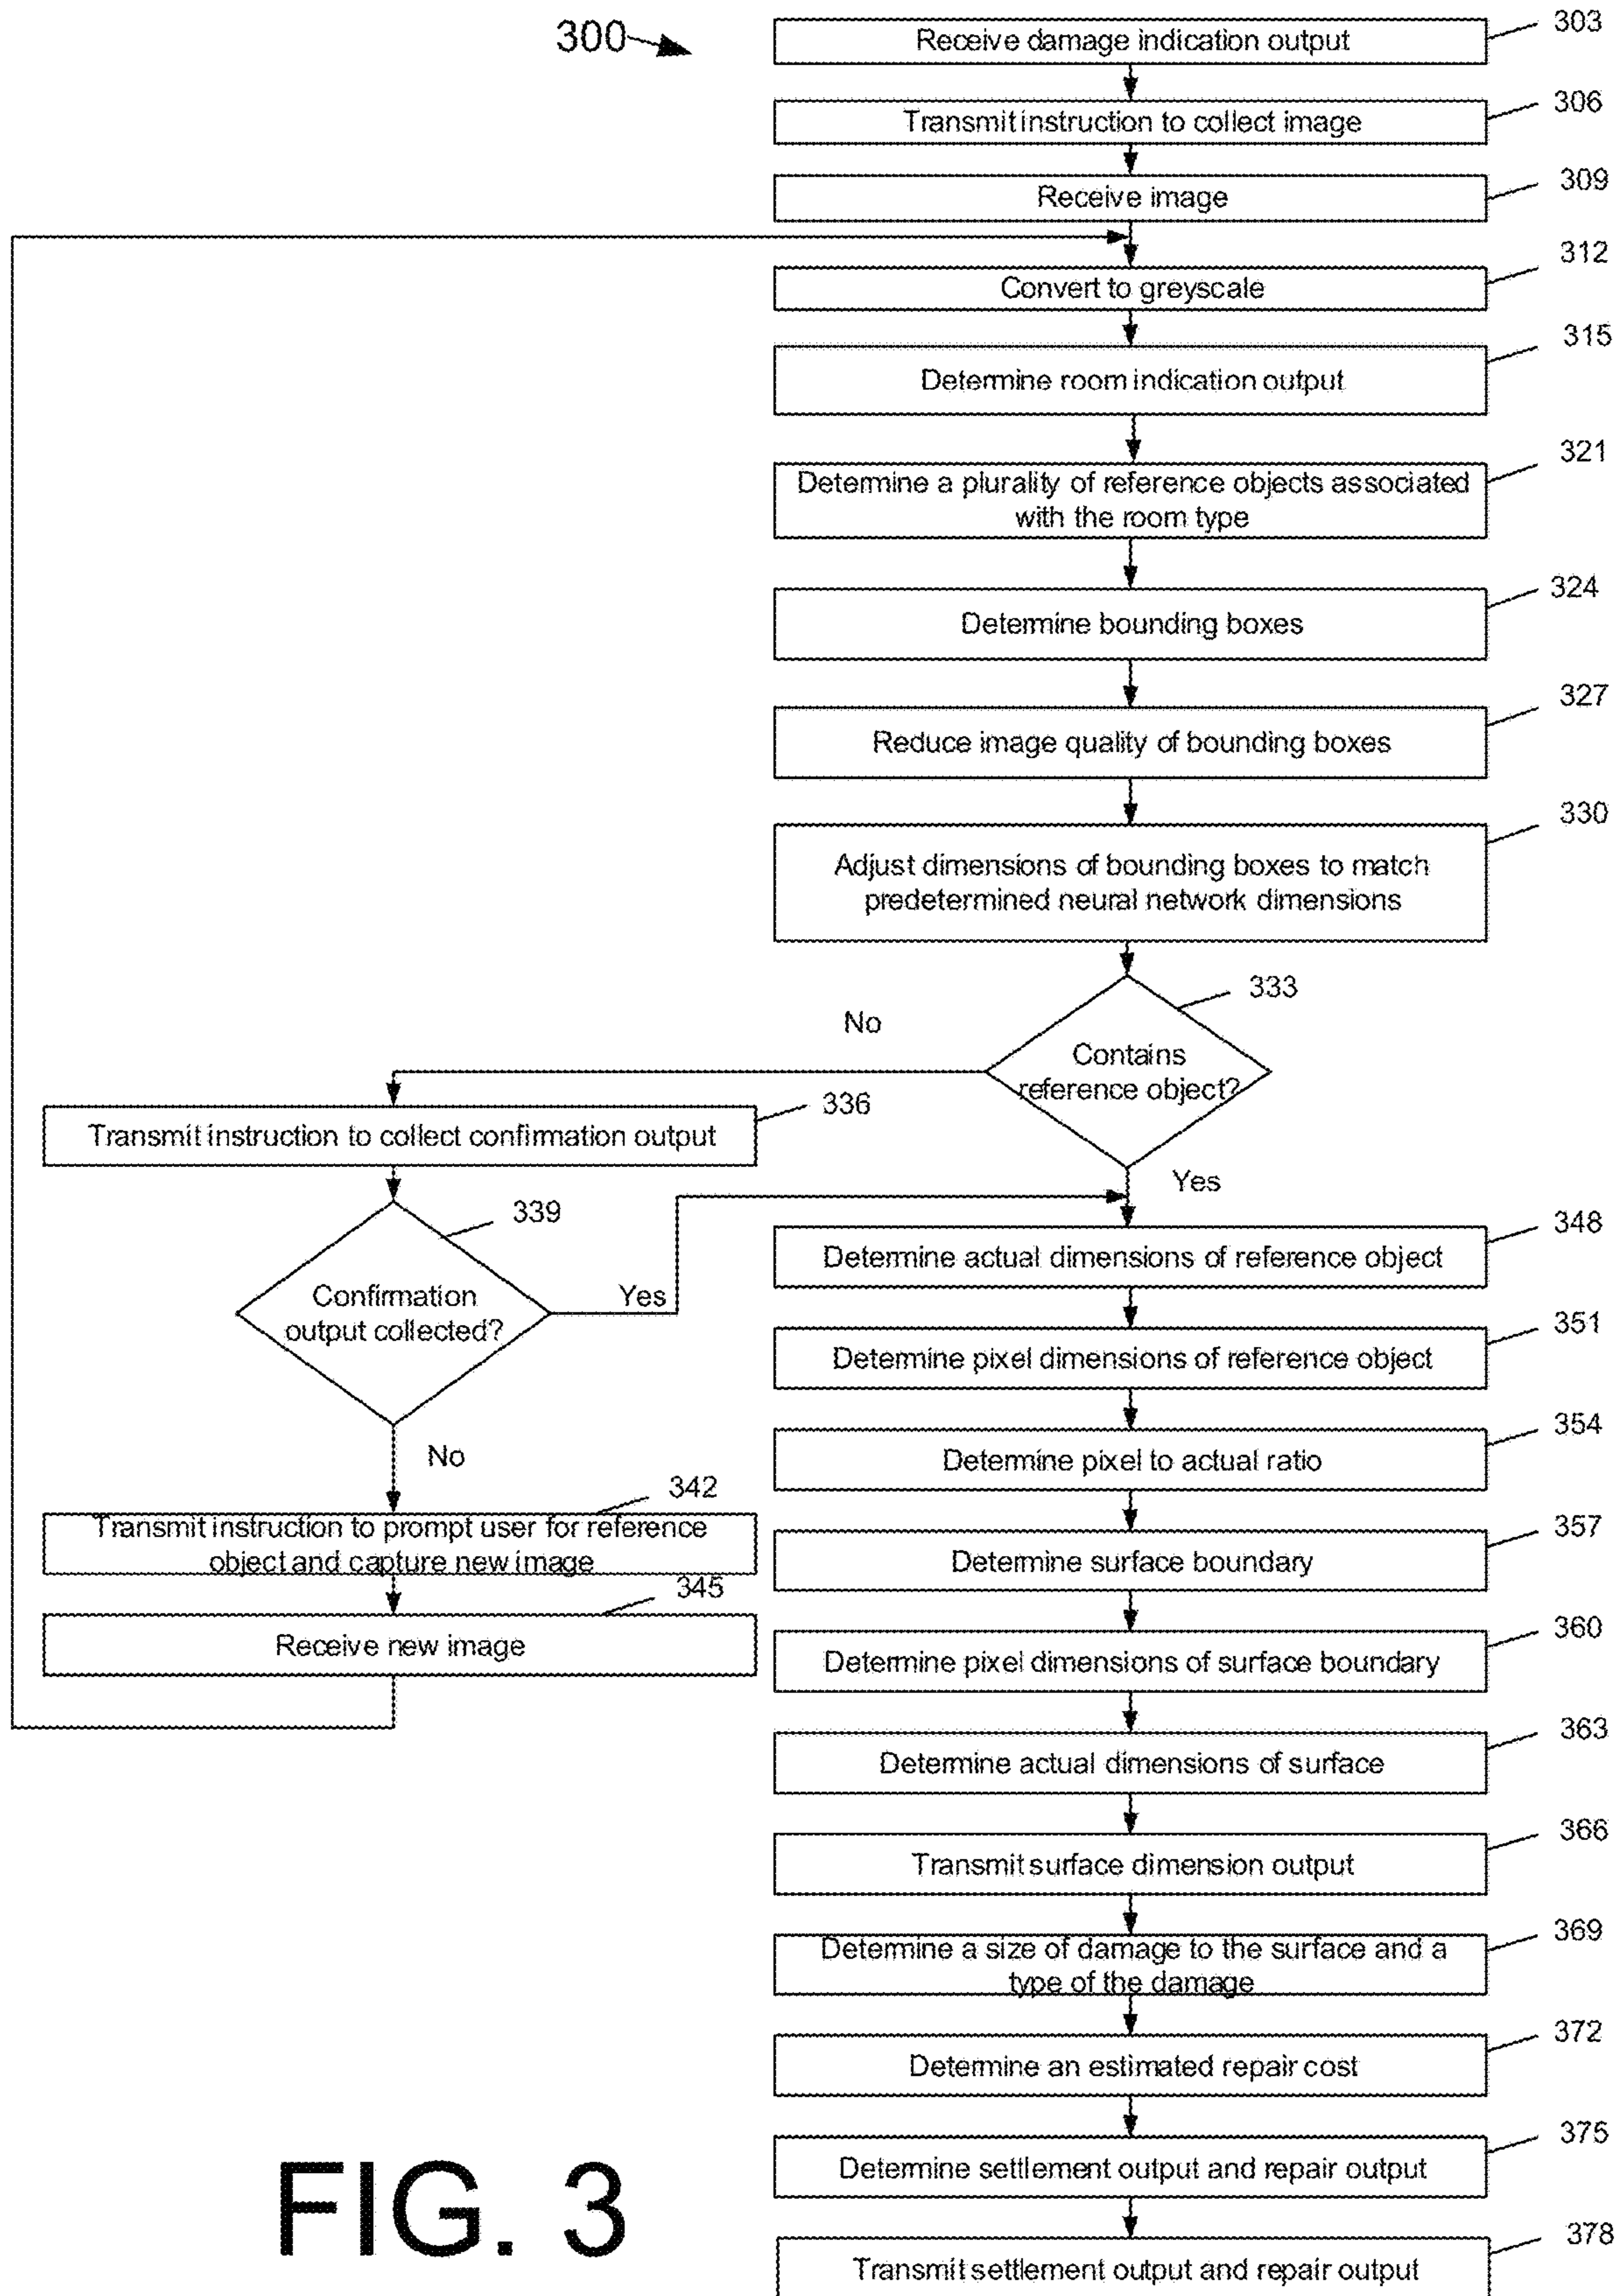 300
Receive damage indication output
303
Transmit instruction to collect image
306
Receive image
309
Convert to greyscale
312
Determine room indication output
315
Determine a plurality of reference objects associated
with the room type
321
Determine bounding boxes
324
Reduce image quality of bounding boxes
327
Adjust dimensions of bounding boxes to match
predetermined neural network dimensions
330
Contains
reference object?
333
No
Yes
Transmit instruction to collect confirmation output
336
Confirmation
output collected?
339
Yes
No
Transmit instruction to prompt user for reference
object and capture new image
342
Receive new image
345
Determine actual dimensions of reference object
348
Determine pixel dimensions of reference object
351
Determine pixel to actual ratio
354
Determine surface boundary
357
Determine pixel dimensions of surface boundary
360
Determine actual dimensions of surface
363
Transmit surface dimension output
366
Determine a size of damage to the surface and a
type of the damage
369
Determine an estimated repair cost
372
Determine settlement output and repair output
375
Transmit settlement output and repair output
378
FIG. 3